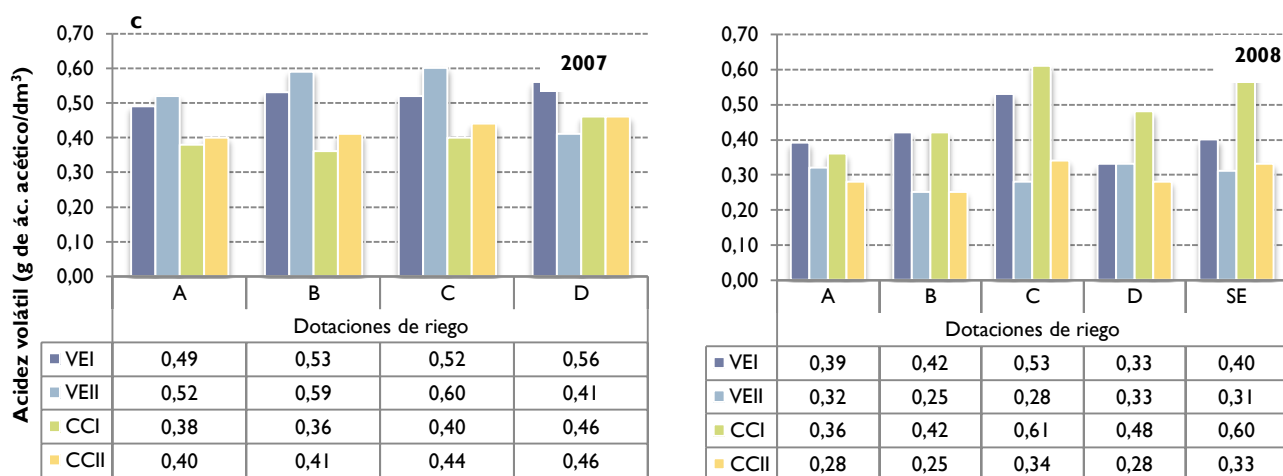 c
Acidez volátil (g de ác. acético/dm³)
2007
0,70
0,60
0,50
0,40
0,30
0,20
0,10
0,00
A B C D
Dotaciones de riego
VEI 0,49 0,53 0,52 0,56
VEII 0,52 0,59 0,60 0,41
CCI 0,38 0,36 0,40 0,46
CCII 0,40 0,41 0,44 0,46
2008
0,70
0,60
0,50
0,40
0,30
0,20
0,10
0,00
A B C D SE
Dotaciones de riego
VEI 0,39 0,42 0,53 0,33 0,40
VEII 0,32 0,25 0,28 0,33 0,31
CCI 0,36 0,42 0,61 0,48 0,60
CCII 0,28 0,25 0,34 0,28 0,33